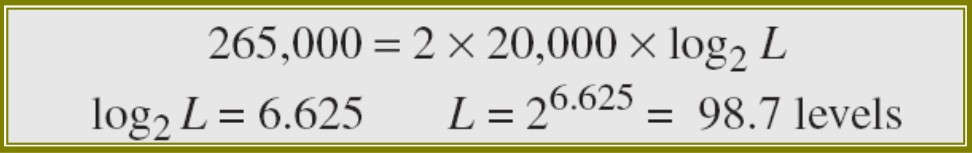 265,000 = 2 × 20,000 × log₂ L
log₂ L = 6.625 L = 2^6.625 = 98.7 levels